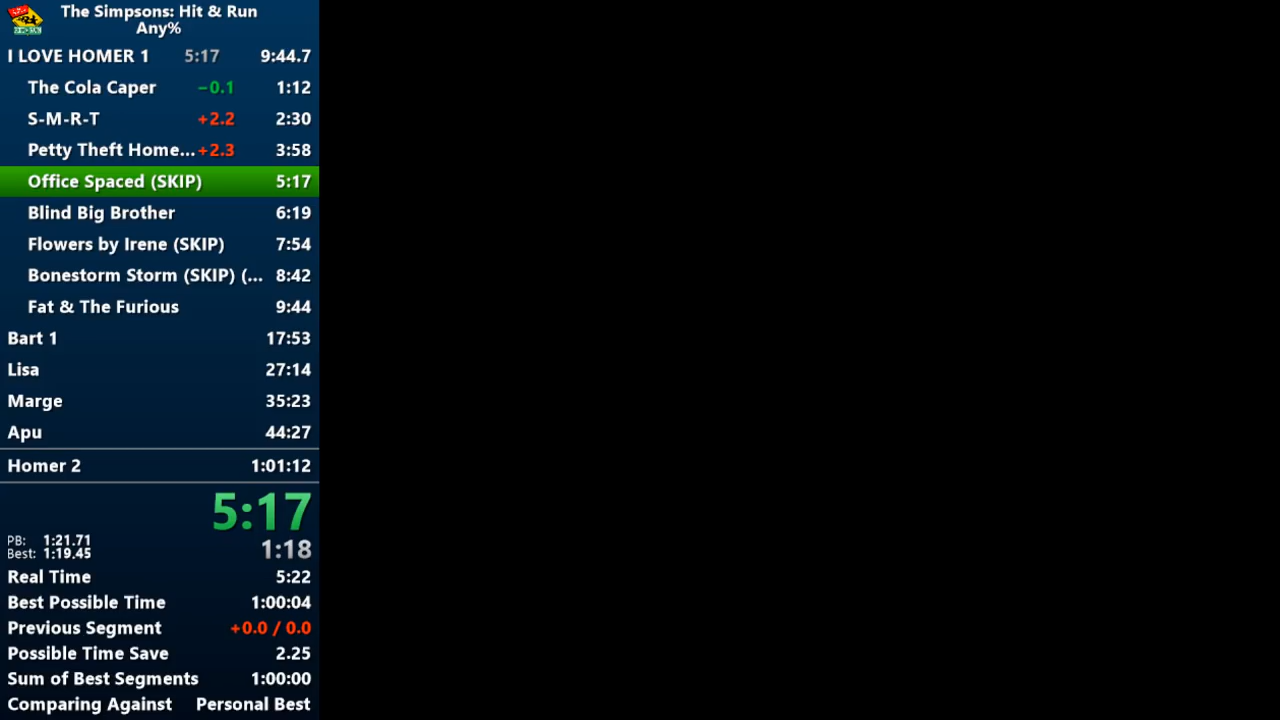 The Simpsons: Hit & Run
Any%
I LOVE HOMER 1 5:17 9:44.7
The Cola Caper −0.1 1:12
S-M-R-T +2.2 2:30
Petty Theft Home... +2.3 3:58
Office Spaced (SKIP) 5:17
Blind Big Brother 6:19
Flowers by Irene (SKIP) 7:54
Bonestorm Storm (SKIP) (... 8:42
Fat & The Furious 9:44
Bart 1 17:53
Lisa 27:14
Marge 35:23
Apu 44:27
Homer 2 1:01:12
5:17
PB: 1:21.71
Best: 1:19.45
1:18
Real Time 5:22
Best Possible Time 1:00:04
Previous Segment +0.0 / 0.0
Possible Time Save 2.25
Sum of Best Segments 1:00:00
Comparing Against Personal Best